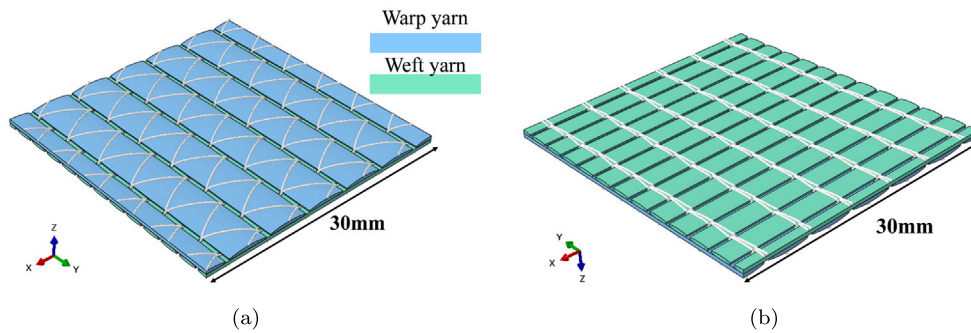 Warp yarn
Weft yarn
30mm
Z
X
Y
(a)
30mm
Y
X
Z
(b)